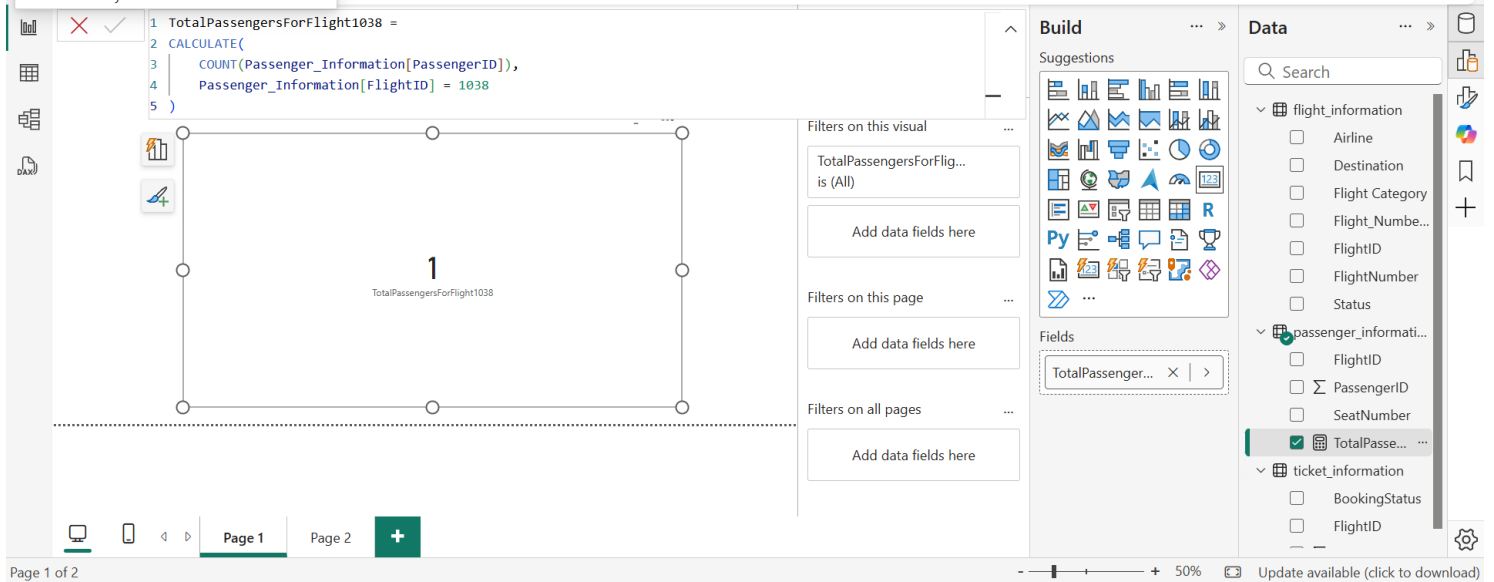 1 TotalPassengersForFlight1038 =
2 CALCULATE(
3 COUNT(Passenger_Information[PassengerID]),
4 Passenger_Information[FlightID] = 1038
5 )
1
TotalPassengersForFlight1038
Filters on this visual
...
TotalPassengersForFlig...
is (All)
Add data fields here
Filters on this page
...
Add data fields here
Filters on all pages
...
Add data fields here
Build
... »
Suggestions
123
R
Py
123
...
Fields
TotalPassenger...
Data
... »
Search
flight_information
Airline
Destination
Flight Category
Flight_Numbe...
FlightID
FlightNumber
Status
passenger_informati...
FlightID
Σ PassengerID
SeatNumber
TotalPasse... ...
ticket_information
BookingStatus
FlightID
DAX
Page 1
Page 2
+
Page 1 of 2
- + 50%
Update available (click to download)